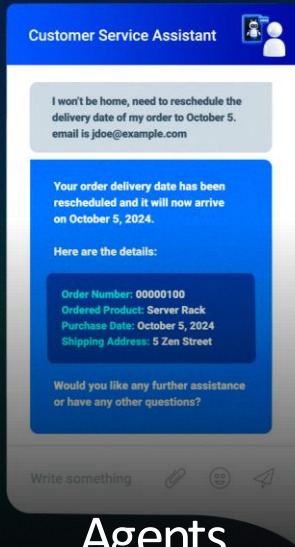 Customer Service Assistant
I won't be home, need to reschedule the
delivery date of my order to October 5.
email is jdoe@example.com
Your order delivery date has been
rescheduled and it will now arrive
on October 5, 2024.
Here are the details:
Order Number: 00000100
Ordered Product: Server Rack
Purchase Date: October 5, 2024
Shipping Address: 5 Zen Street
Would you like any further assistance
or have any other questions?
Write something
Agents